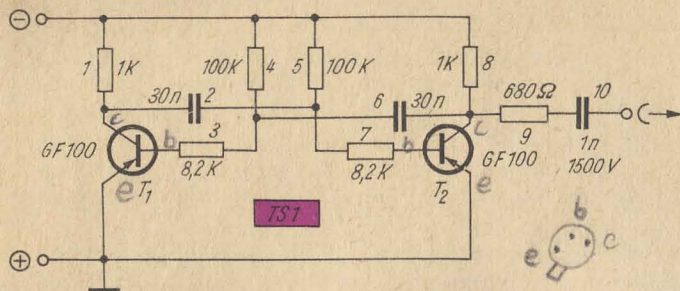 ⊖
1 1K 100K 4 5 100K 1K 8
30n 2 6 30n 680Ω 10
c c
GF100 b 3 7 b GF100 9 1n
8,2K 8,2K 1500V
e T1 T2 e
TS1
b
⊕ e c